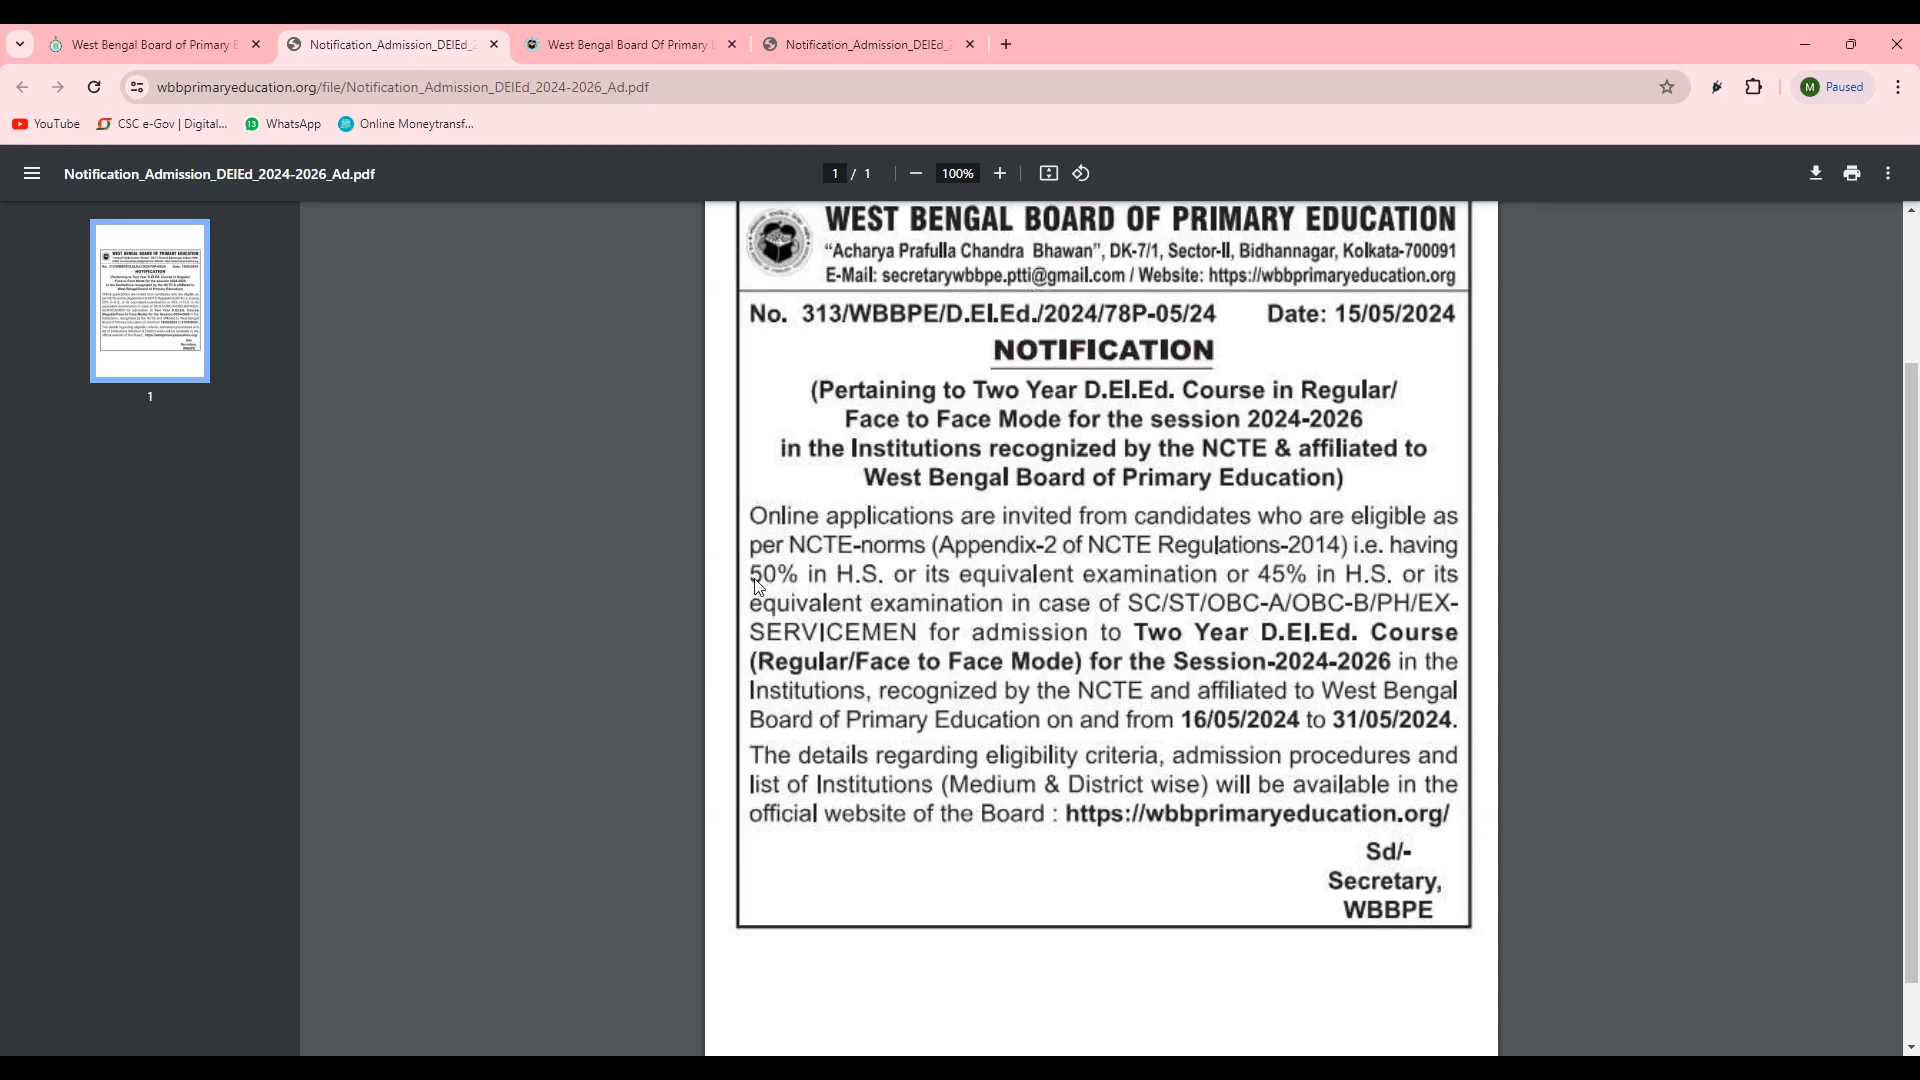 West Bengal Board of Primary E
Notification_Admission_DElEd_2
West Bengal Board Of Primary E
Notification_Admission_DElEd_2
wbbprimaryeducation.org/file/Notification_Admission_DElEd_2024-2026_Ad.pdf
M Paused
YouTube
CSC e-Gov | Digital...
13 WhatsApp
Online Moneytransf...
Notification_Admission_DElEd_2024-2026_Ad.pdf
1 / 1
100%
1
WEST BENGAL BOARD OF PRIMARY EDUCATION
“Acharya Prafulla Chandra Bhawan”, DK-7/1, Sector-II, Bidhannagar, Kolkata-700091
E-Mail: secretarywbbpe.ptti@gmail.com / Website: https://wbbprimaryeducation.org
No. 313/WBBPE/D.El.Ed./2024/78P-05/24 Date: 15/05/2024
NOTIFICATION
(Pertaining to Two Year D.El.Ed. Course in Regular/
Face to Face Mode for the session 2024-2026
in the Institutions recognized by the NCTE & affiliated to
West Bengal Board of Primary Education)
Online applications are invited from candidates who are eligible as
per NCTE-norms (Appendix-2 of NCTE Regulations-2014) i.e. having
50% in H.S. or its equivalent examination or 45% in H.S. or its
equivalent examination in case of SC/ST/OBC-A/OBC-B/PH/EX-
SERVICEMEN for admission to Two Year D.El.Ed. Course
(Regular/Face to Face Mode) for the Session-2024-2026 in the
Institutions, recognized by the NCTE and affiliated to West Bengal
Board of Primary Education on and from 16/05/2024 to 31/05/2024.
The details regarding eligibility criteria, admission procedures and
list of Institutions (Medium & District wise) will be available in the
official website of the Board : https://wbbprimaryeducation.org/
Sd/-
Secretary,
WBBPE